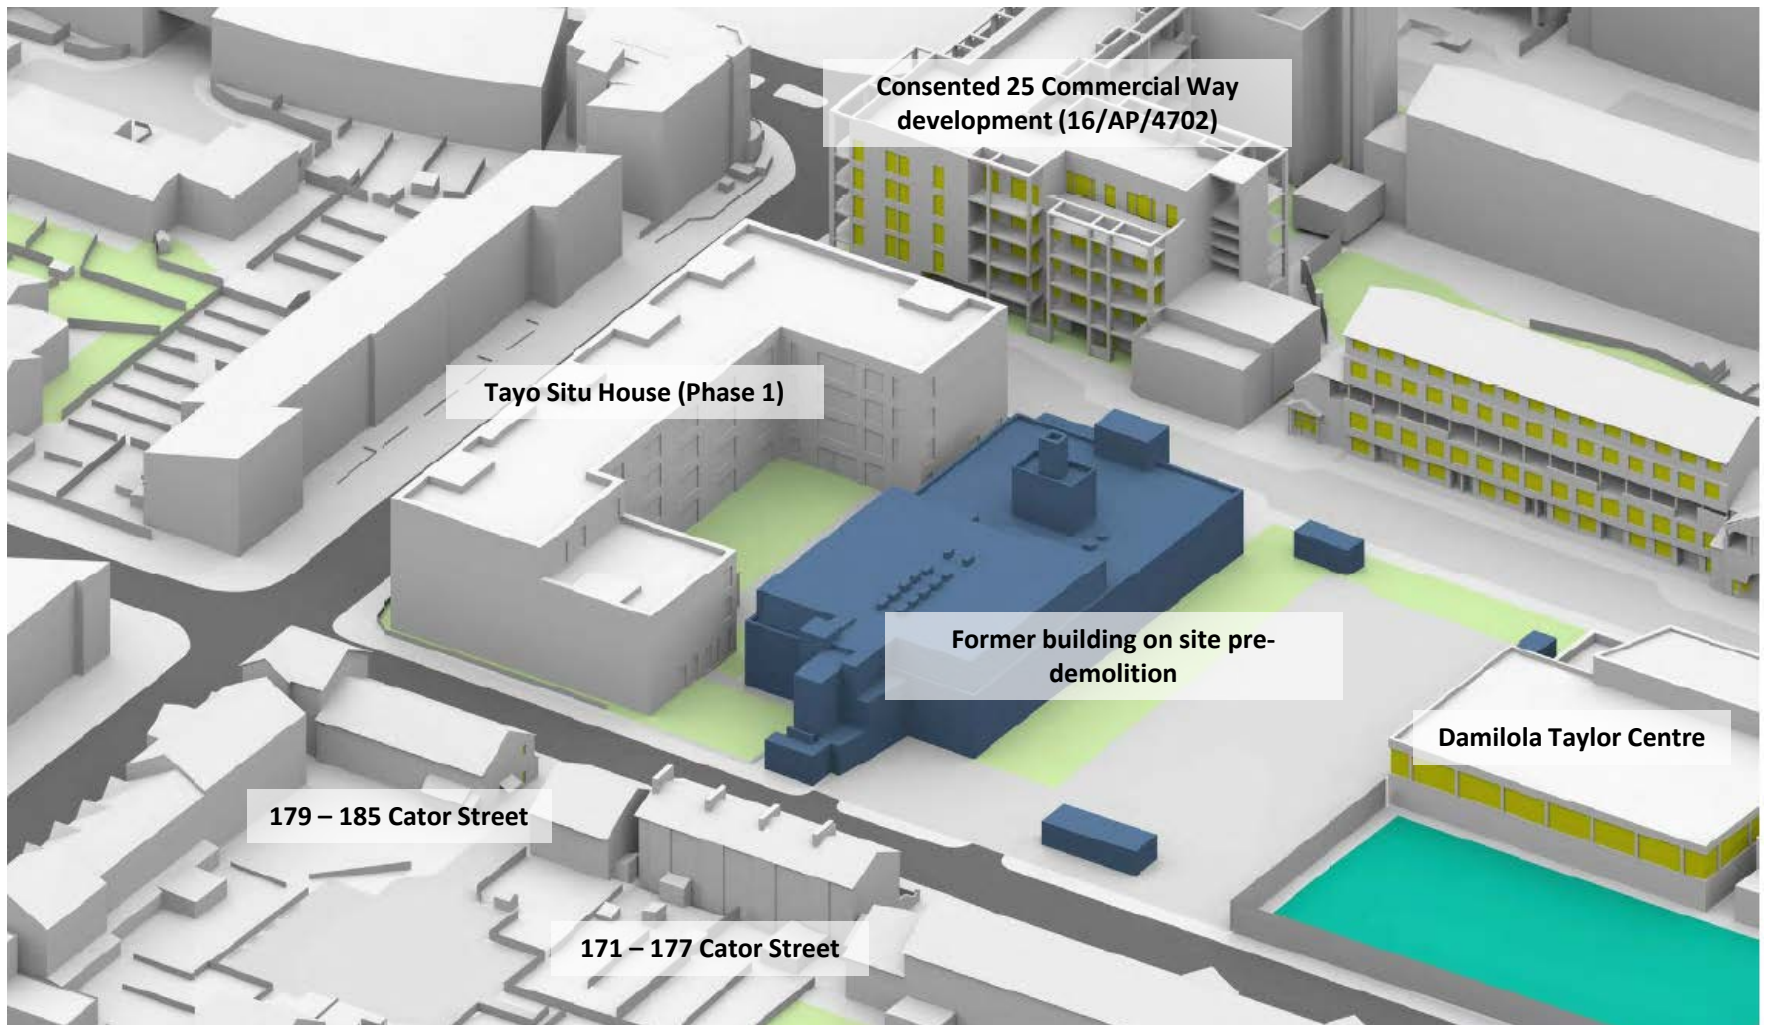 Consented 25 Commercial Way
development (16/AP/4702)
Tayo Situ House (Phase 1)
Former building on site pre-
demolition
Damilola Taylor Centre
179 – 185 Cator Street
171 – 177 Cator Street